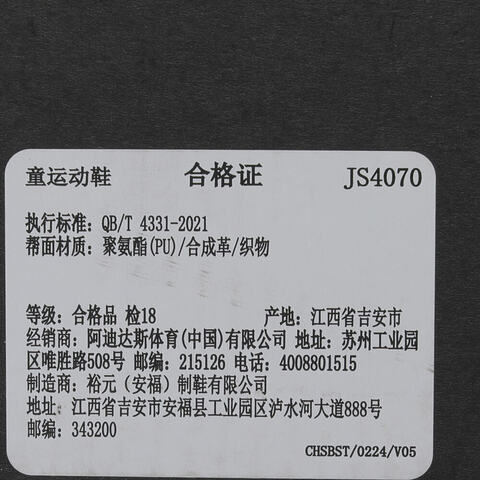 童运动鞋 合格证 JS4070
执行标准: QB/T 4331-2021
帮面材质: 聚氨酯(PU)/合成革/织物
等级: 合格品 检18 产地: 江西省吉安市
经销商: 阿迪达斯体育(中国)有限公司 地址: 苏州工业园
区唯胜路508号 邮编: 215126 电话: 4008801515
制造商: 裕元（安福）制鞋有限公司
地址: 江西省吉安市安福县工业园区泸水河大道888号
邮编: 343200
CHSBST/0224/V05